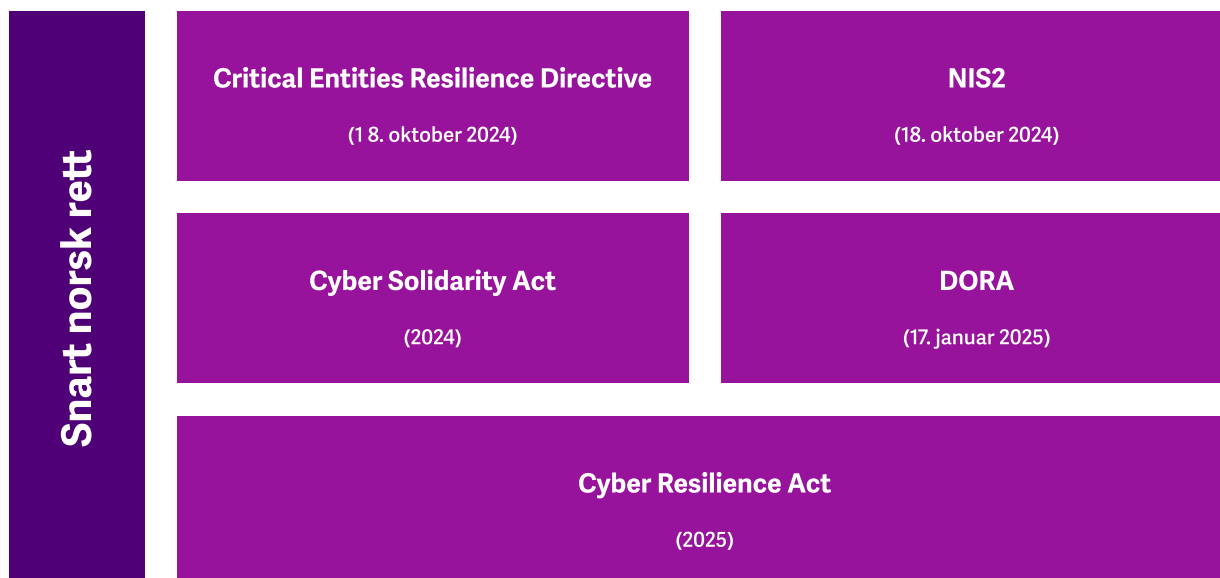 Snart norsk rett
Critical Entities Resilience Directive
(1 8. oktober 2024)
NIS2
(18. oktober 2024)
Cyber Solidarity Act
(2024)
DORA
(17. januar 2025)
Cyber Resilience Act
(2025)